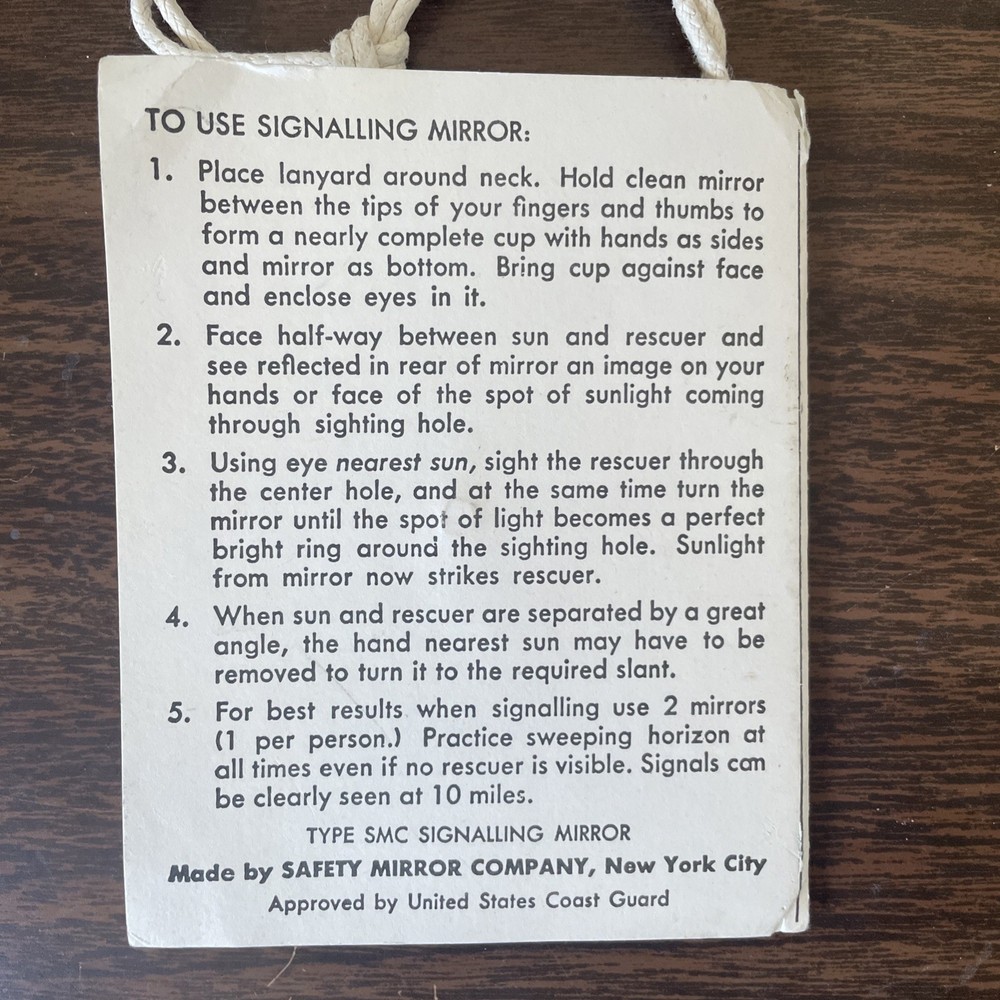 TO USE SIGNALLING MIRROR:
1. Place lanyard around neck. Hold clean mirror
between the tips of your fingers and thumbs to
form a nearly complete cup with hands as sides
and mirror as bottom. Bring cup against face
and enclose eyes in it.
2. Face half-way between sun and rescuer and
see reflected in rear of mirror an image on your
hands or face of the spot of sunlight coming
through sighting hole.
3. Using eye nearest sun, sight the rescuer through
the center hole, and at the same time turn the
mirror until the spot of light becomes a perfect
bright ring around the sighting hole. Sunlight
from mirror now strikes rescuer.
4. When sun and rescuer are separated by a great
angle, the hand nearest sun may have to be
removed to turn it to the required slant.
5. For best results when signalling use 2 mirrors
(1 per person.) Practice sweeping horizon at
all times even if no rescuer is visible. Signals can
be clearly seen at 10 miles.
TYPE SMC SIGNALLING MIRROR
Made by SAFETY MIRROR COMPANY, New York City
Approved by United States Coast Guard